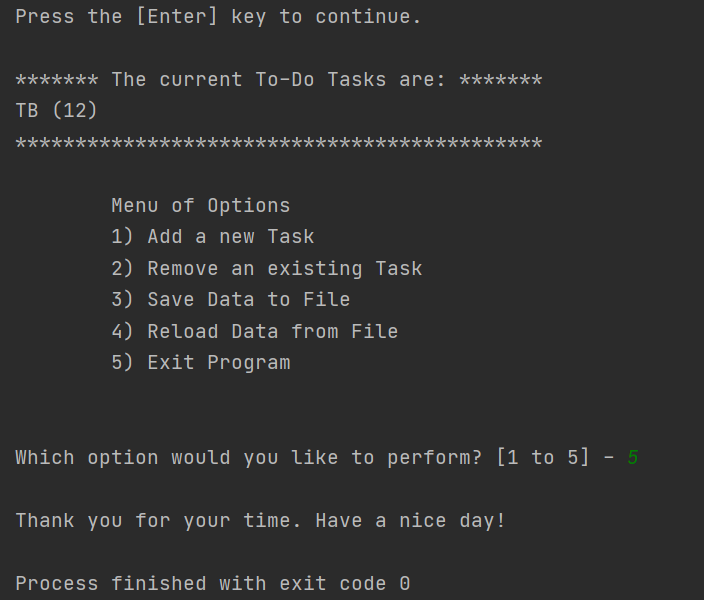 Press the [Enter] key to continue.
******* The current To-Do Tasks are: *******
TB (12)
********************************************
Menu of Options
1) Add a new Task
2) Remove an existing Task
3) Save Data to File
4) Reload Data from File
5) Exit Program
Which option would you like to perform? [1 to 5] - 5
Thank you for your time. Have a nice day!
Process finished with exit code 0